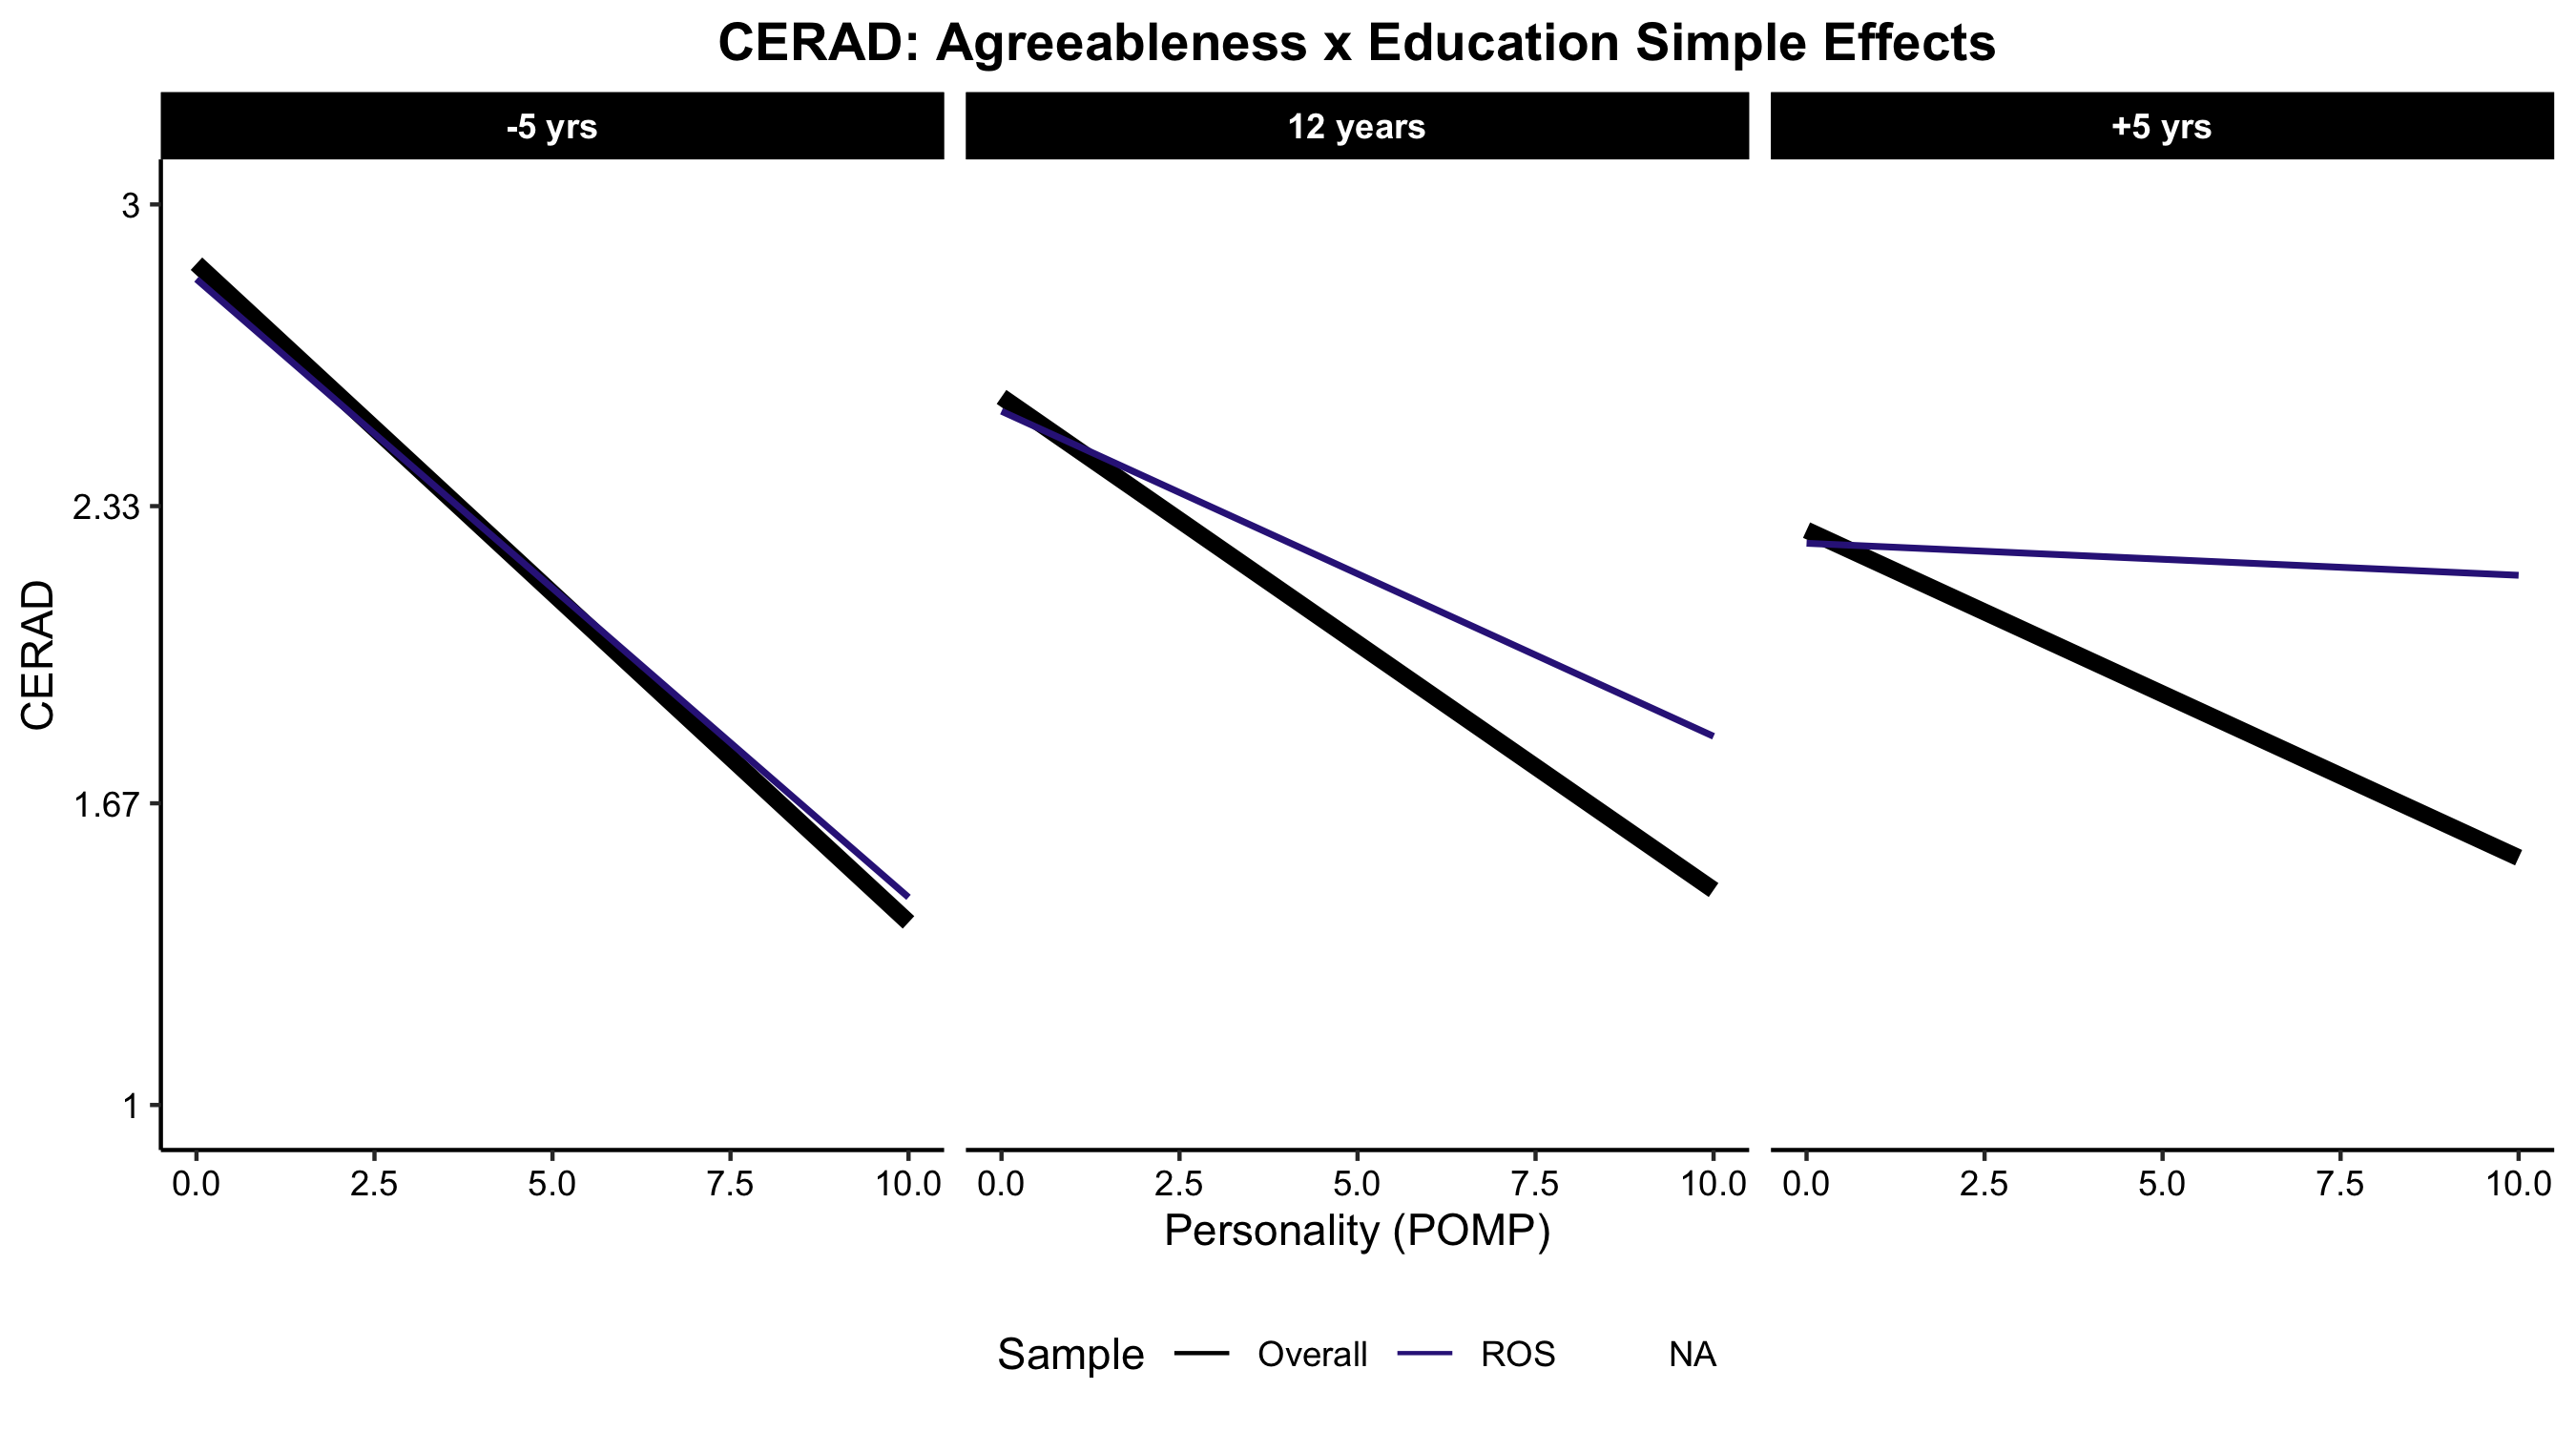 CERAD: Agreeableness x Education Simple Effects
-5 yrs 12 years +5 yrs
3
2.33
1.67
1
CERAD
0.0 2.5 5.0 7.5 10.0 0.0 2.5 5.0 7.5 10.0 0.0 2.5 5.0 7.5 10.0
Personality (POMP)
Sample Overall ROS NA